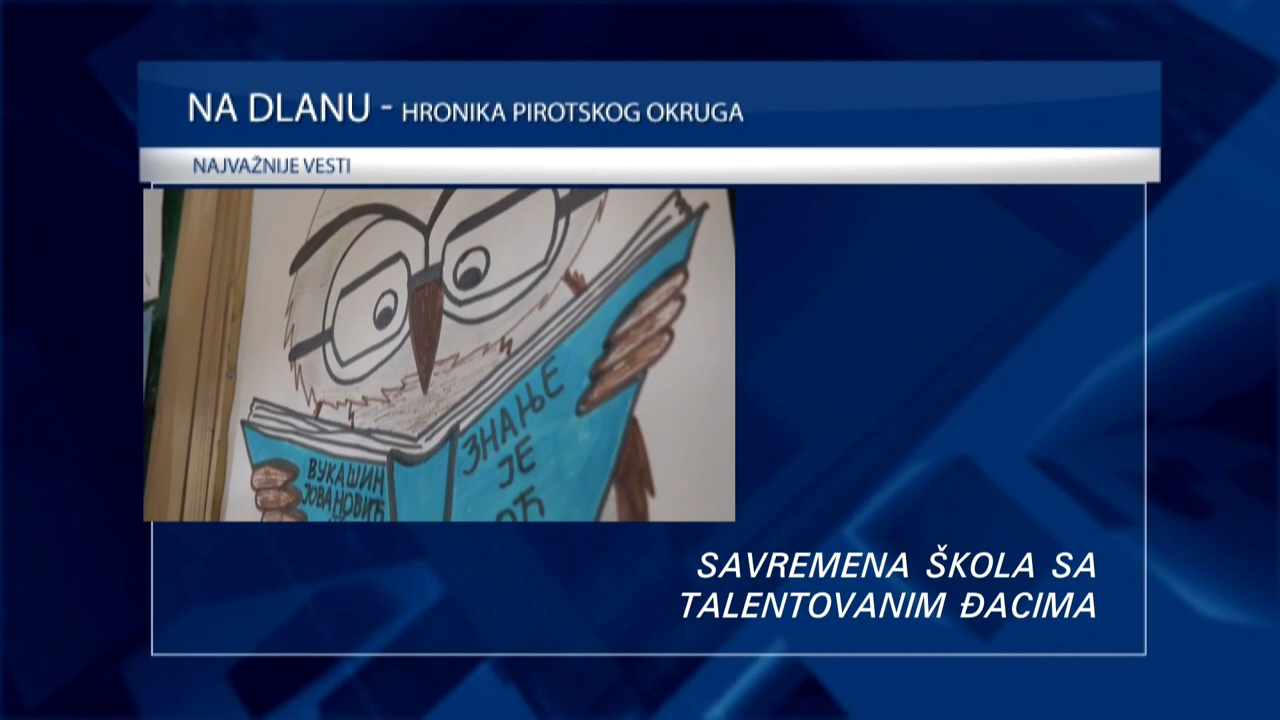 NA DLANU - HRONIKA PIROTSKOG OKRUGA
NAJVAŽNIJE VESTI
ВУКАШИН
ЈОВАНОВИЋ
ЗНАЊЕ
ЈЕ
SAVREMENA ŠKOLA SA
TALENTOVANIM ĐACIMA